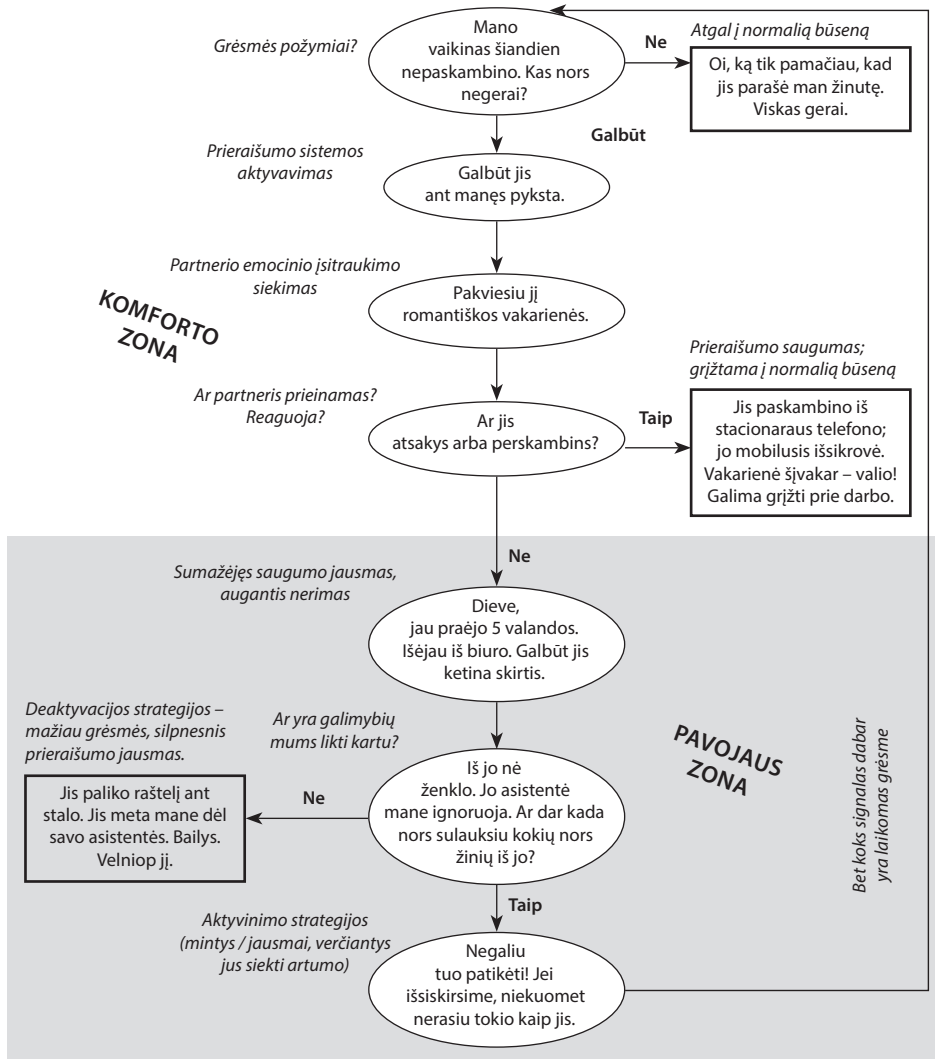 Grėsmės požymiai?
Mano
vaikinas šiandien
nepaskambino. Kas nors
negerai?
Ne
Atgal į normalią būseną
Oi, ką tik pamačiau, kad
jis parašė man žinutę.
Viskas gerai.
Galbūt
Prieraišumo sistemos
aktyvavimas
Galbūt jis
ant manęs pyksta.
Partnerio emocinio įsitraukimo
siekimas
Pakviesiu jį
romantiškos vakarienės.
KOMFORTO
ZONA
Ar partneris prieinamas?
Reaguoja?
Ar jis
atsakys arba perskambins?
Taip
Prieraišumo saugumas;
grįžtama į normalią būseną
Jis paskambino iš
stacionaraus telefono;
jo mobilusis išsikrovė.
Vakarienė šįvakar – valio!
Galima grįžti prie darbo.
Ne
Sumažėjęs saugumo jausmas,
augantis nerimas
Dieve,
jau praėjo 5 valandos.
Išėjau iš biuro. Galbūt jis
ketina skirtis.
Deaktyvacijos strategijos –
mažiau grėsmės, silpnesnis
prieraišumo jausmas.
Ar yra galimybių
mums likti kartu?
Iš jo nė
ženklo. Jo asistentė
mane ignoruoja. Ar dar kada
nors sulauksiu kokių nors
žinių iš jo?
Ne
Jis paliko raštelį ant
stalo. Jis meta mane dėl
savo asistentės. Bailys.
Velniop jį.
PAVOJAUS
ZONA
Bet koks signalas dabar
yra laikomas grėsme
Taip
Aktyvinimo strategijos
(mintys / jausmai, verčiantys
jus siekti artumo)
Negaliu
tuo patikėti! Jei
išsiskirsime, niekuomet
nerasiu tokio kaip jis.